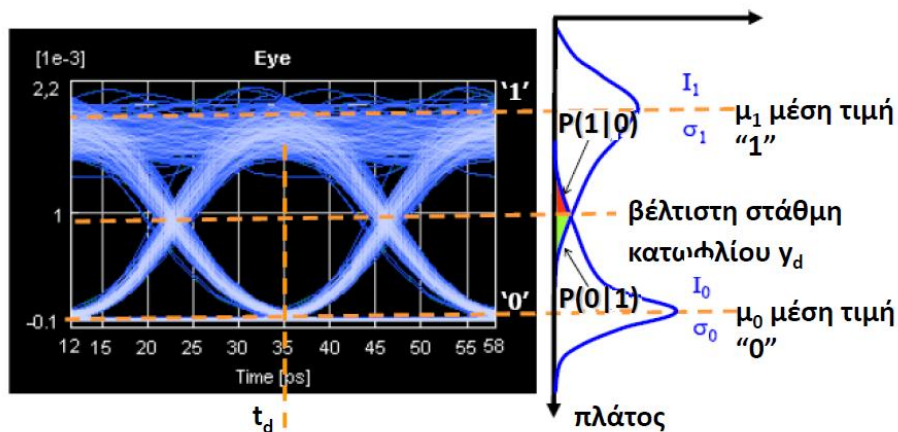 [1e-3]
Eye
2,2
1
-0.1
12 15 20 25 30 35 40 45 50 55 58
Time [ps]
t_d
‘1’
‘0’
P(1|0)
P(0|1)
I₁
σ₁
I₀
σ₀
μ₁ μέση τιμή
“1”
βέλτιστη στάθμη
κατωφλίου y_d
μ₀ μέση τιμή
“0”
πλάτος